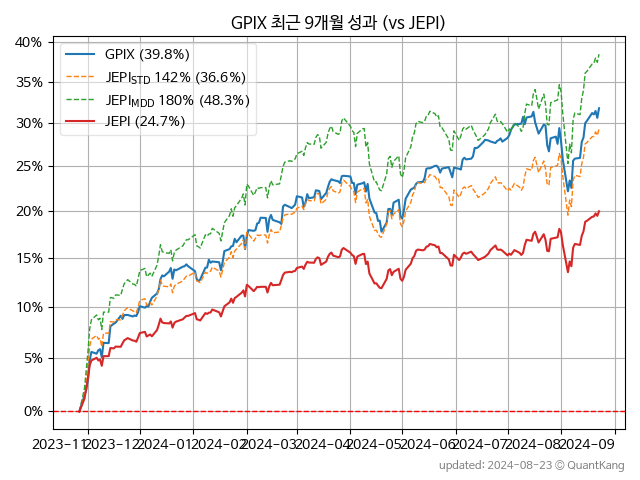 GPIX 최근 9개월 성과 (vs JEPI)
GPIX (39.8%)
JEPISTD 142% (36.6%)
JEPIMDD 180% (48.3%)
JEPI (24.7%)
40%
35%
30%
25%
20%
15%
10%
5%
0%
2023-11 2023-12 2024-01 2024-02 2024-03 2024-04 2024-05 2024-06 2024-07 2024-08 2024-09
updated: 2024-08-23 © QuantKang